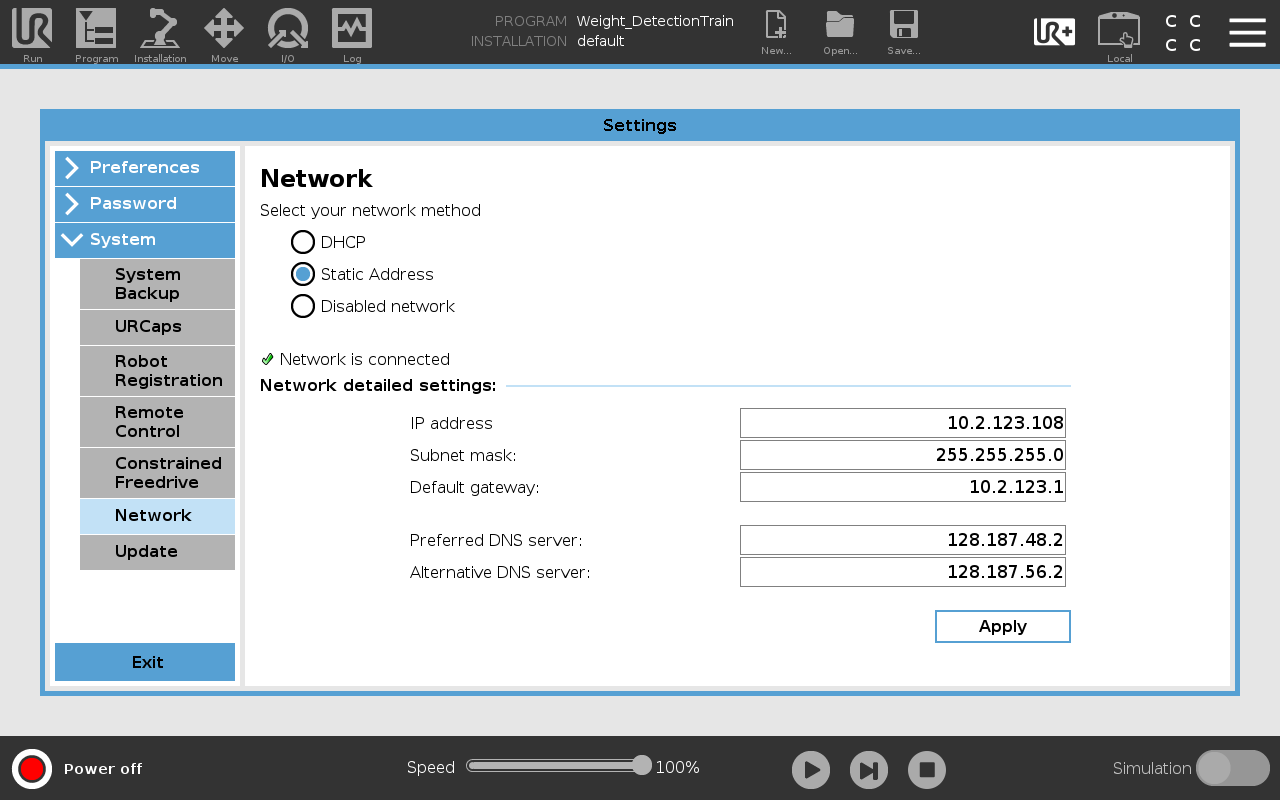 PROGRAM Weight_DetectionTrain
INSTALLATION default
Run
Program
Installation
Move
I/O
Log
New...
Open...
Save...
UR+
Local
C C
C C
Settings
Preferences
Password
System
System
Backup
URCaps
Robot
Registration
Remote
Control
Constrained
Freedrive
Network
Update
Exit
Network
Select your network method
DHCP
Static Address
Disabled network
Network is connected
Network detailed settings:
IP address 10.2.123.108
Subnet mask: 255.255.255.0
Default gateway: 10.2.123.1
Preferred DNS server: 128.187.48.2
Alternative DNS server: 128.187.56.2
Apply
Power off
Speed 100%
Simulation